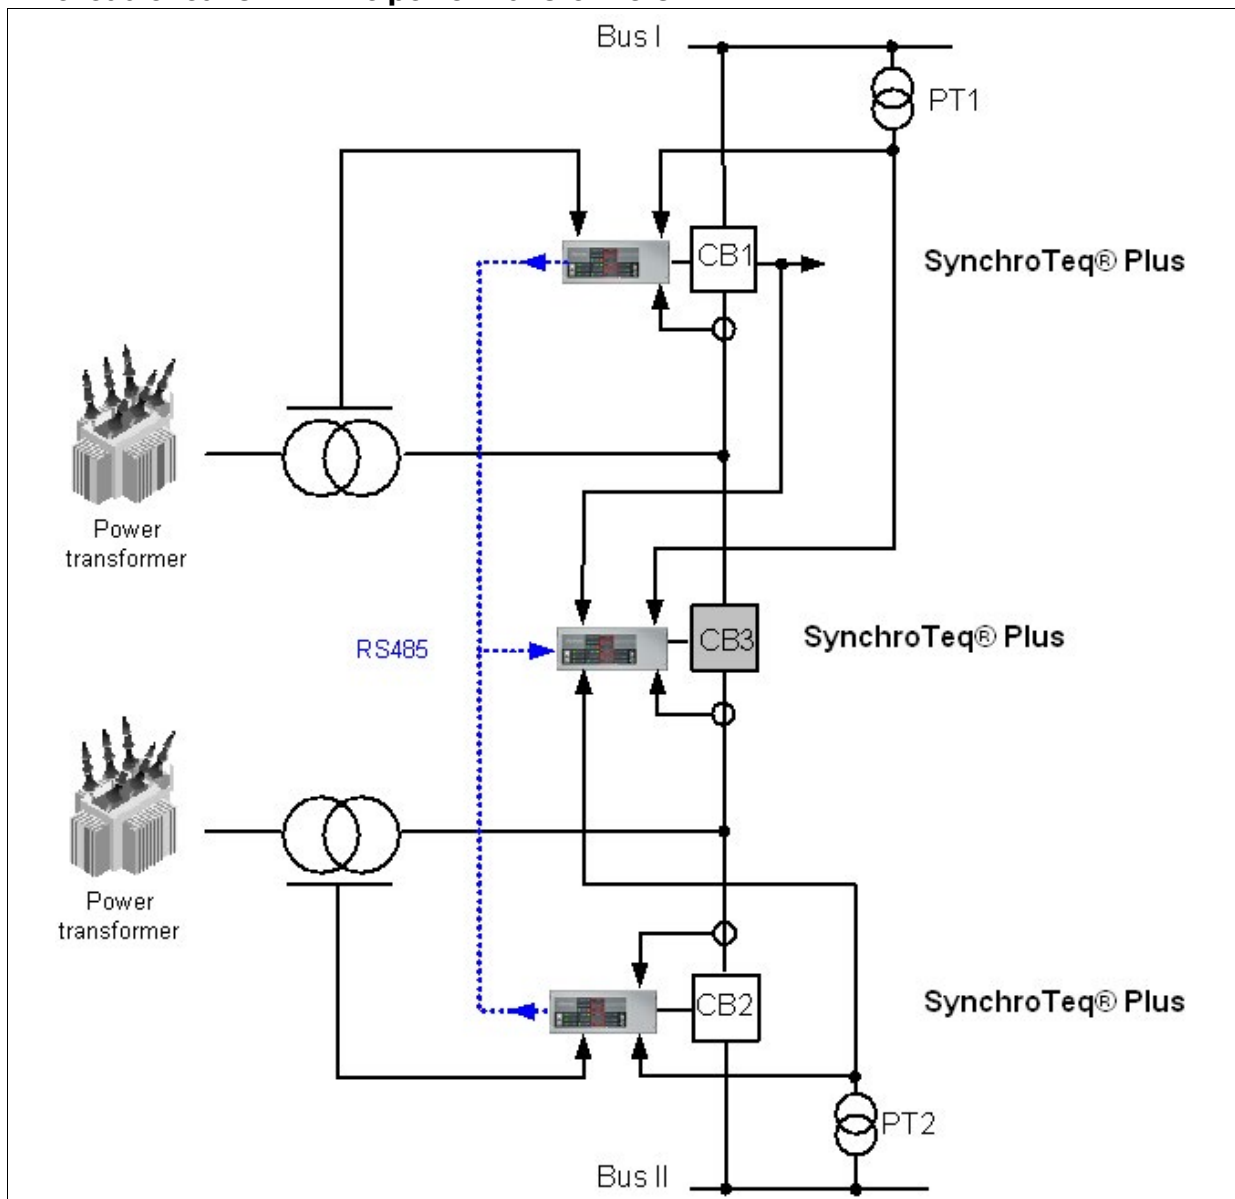 Bus I
PT1
CB1
SynchroTeq® Plus
Power
transformer
RS485
CB3
SynchroTeq® Plus
Power
transformer
CB2
SynchroTeq® Plus
PT2
Bus II